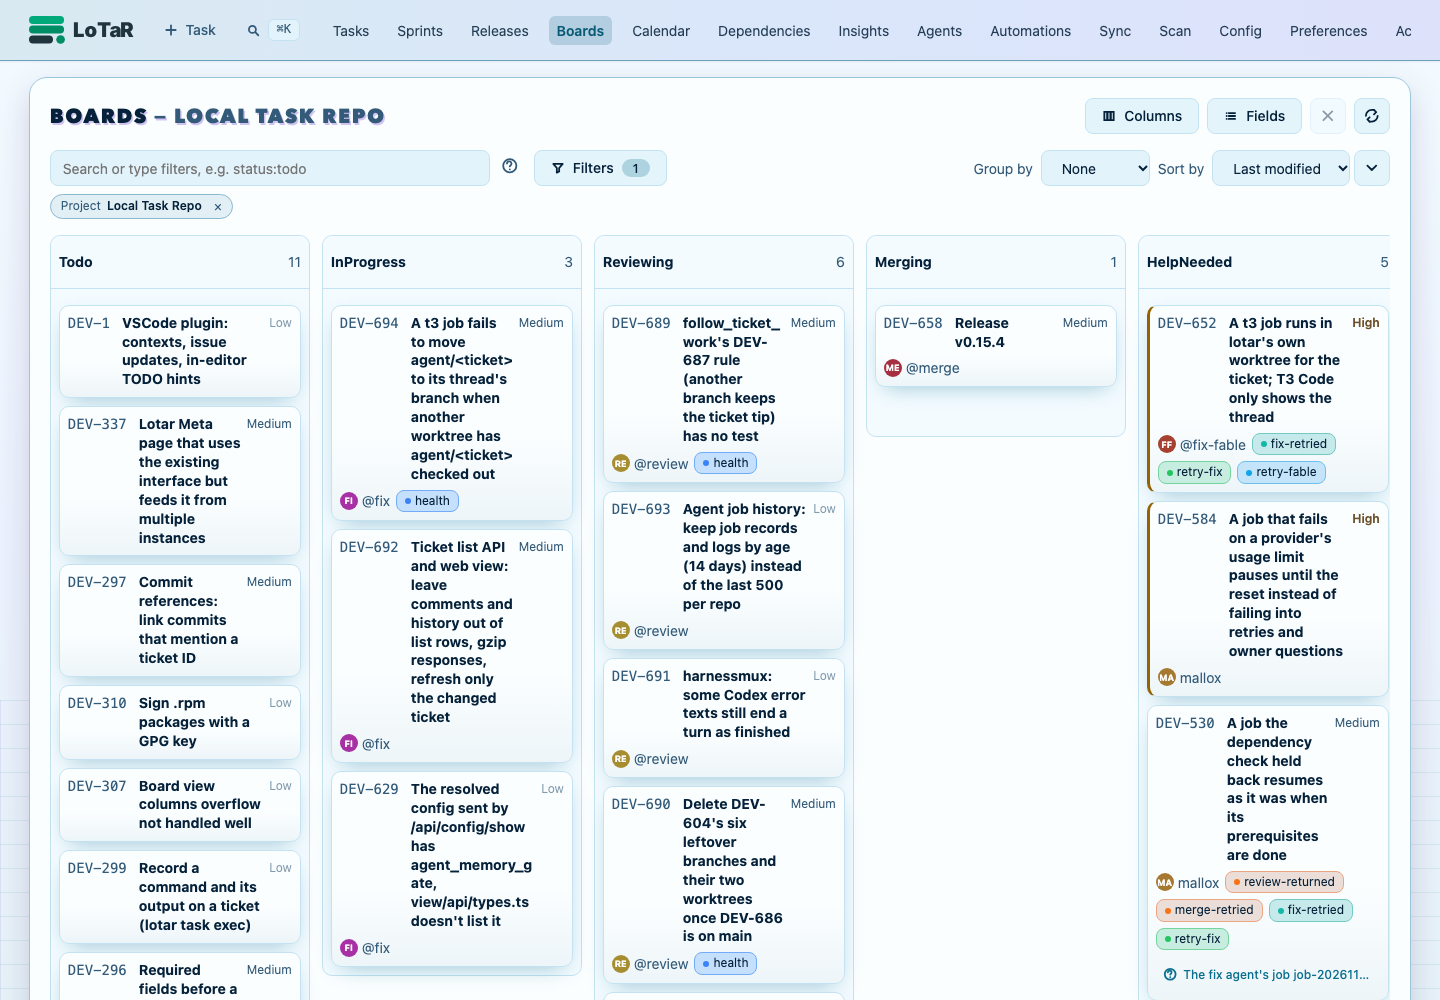 LoTaR
Task
⌘K
Tasks
Sprints
Releases
Boards
Calendar
Dependencies
Insights
Agents
Automations
Sync
Scan
Config
Preferences
Ac
BOARDS – LOCAL TASK REPO
Columns
Fields
Search or type filters, e.g. status:todo
Filters 1
Group by
None
Sort by
Last modified
Project Local Task Repo ×
Todo 11
DEV-1
VSCode plugin:
contexts, issue
updates, in-editor
TODO hints
Low
DEV-337
Lotar Meta
page that uses
the existing
interface but
feeds it from
multiple
instances
Medium
DEV-297
Commit
references:
link commits
that mention a
ticket ID
Medium
DEV-310
Sign .rpm
packages with a
GPG key
Low
DEV-307
Board view
columns overflow
not handled well
Low
DEV-299
Record a
command and its
output on a ticket
(lotar task exec)
Low
DEV-296
Required
fields before a
Medium
InProgress 3
DEV-694
A t3 job fails
to move
agent/<ticket>
to its thread's
branch when
another
worktree has
agent/<ticket>
checked out
Medium
FI @fix
health
DEV-692
Ticket list API
and web view:
leave
comments and
history out of
list rows, gzip
responses,
refresh only
the changed
ticket
Medium
FI @fix
DEV-629
The resolved
config sent by
/api/config/show
has
agent_memory_g
ate,
view/api/types.ts
doesn't list it
Low
FI @fix
Reviewing 6
DEV-689
follow_ticket_
work's DEV-
687 rule
(another
branch keeps
the ticket tip)
has no test
Medium
RE @review
health
DEV-693
Agent job history:
keep job records
and logs by age
(14 days) instead
of the last 500
per repo
Low
RE @review
DEV-691
harnessmux:
some Codex error
texts still end a
turn as finished
Low
RE @review
DEV-690
Delete DEV-
604's six
leftover
branches and
their two
worktrees
once DEV-686
is on main
Medium
RE @review
health
Merging 1
DEV-658
Release
v0.15.4
Medium
ME @merge
HelpNeeded 5
DEV-652
A t3 job runs in
lotar's own
worktree for the
ticket; T3 Code
only shows the
thread
High
FF @fix-fable
fix-retried
retry-fix
retry-fable
DEV-584
A job that fails
on a provider's
usage limit
pauses until the
reset instead of
failing into
retries and
owner questions
High
MA mallox
DEV-530
A job the
dependency
check held
back resumes
as it was when
its
prerequisites
are done
Medium
MA mallox
review-returned
merge-retried
fix-retried
retry-fix
The fix agent's job job-202611...